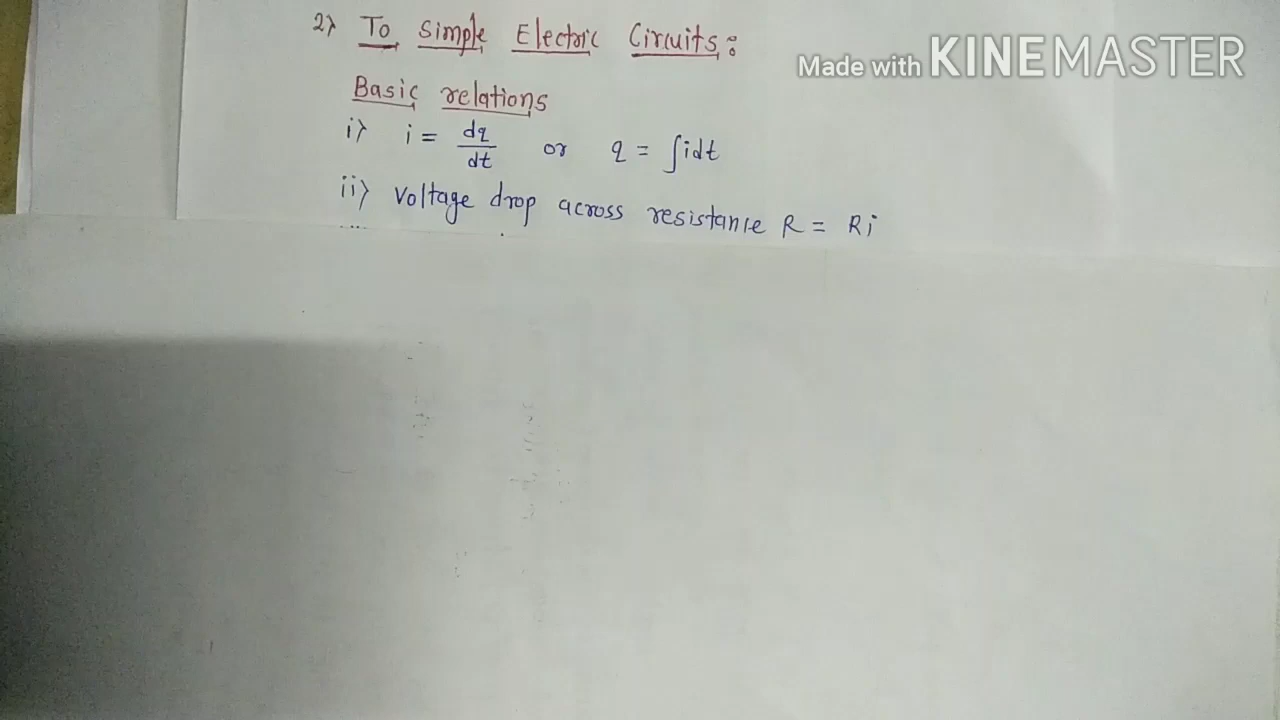 2) To Simple Electric Circuits:
Made with KINEMASTER
Basic relations
i) i = dq/dt or q = ∫idt
ii) Voltage drop across resistance R = Ri